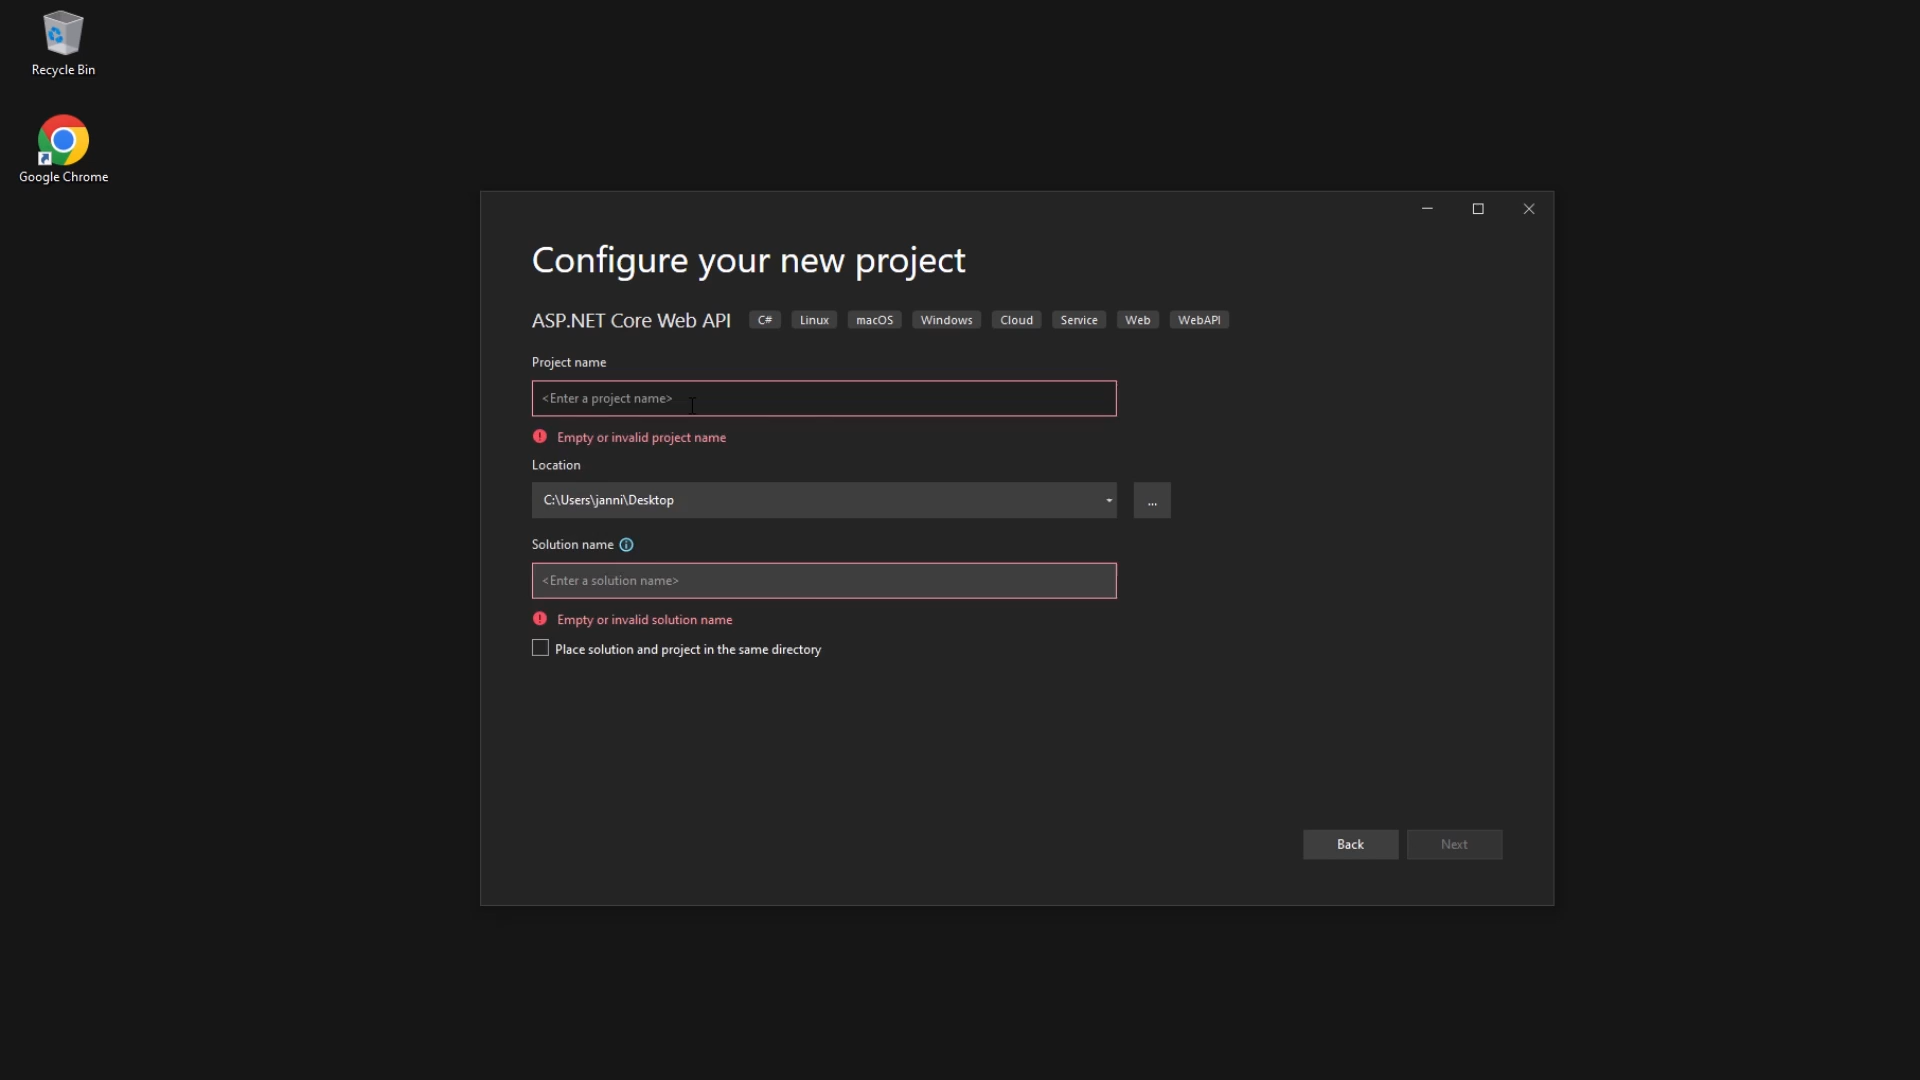 Recycle Bin
Google Chrome
Configure your new project
ASP.NET Core Web API C# Linux macOS Windows Cloud Service Web WebAPI
Project name
<Enter a project name>
Empty or invalid project name
Location
C:\Users\janni\Desktop
...
Solution name
<Enter a solution name>
Empty or invalid solution name
Place solution and project in the same directory
Back Next